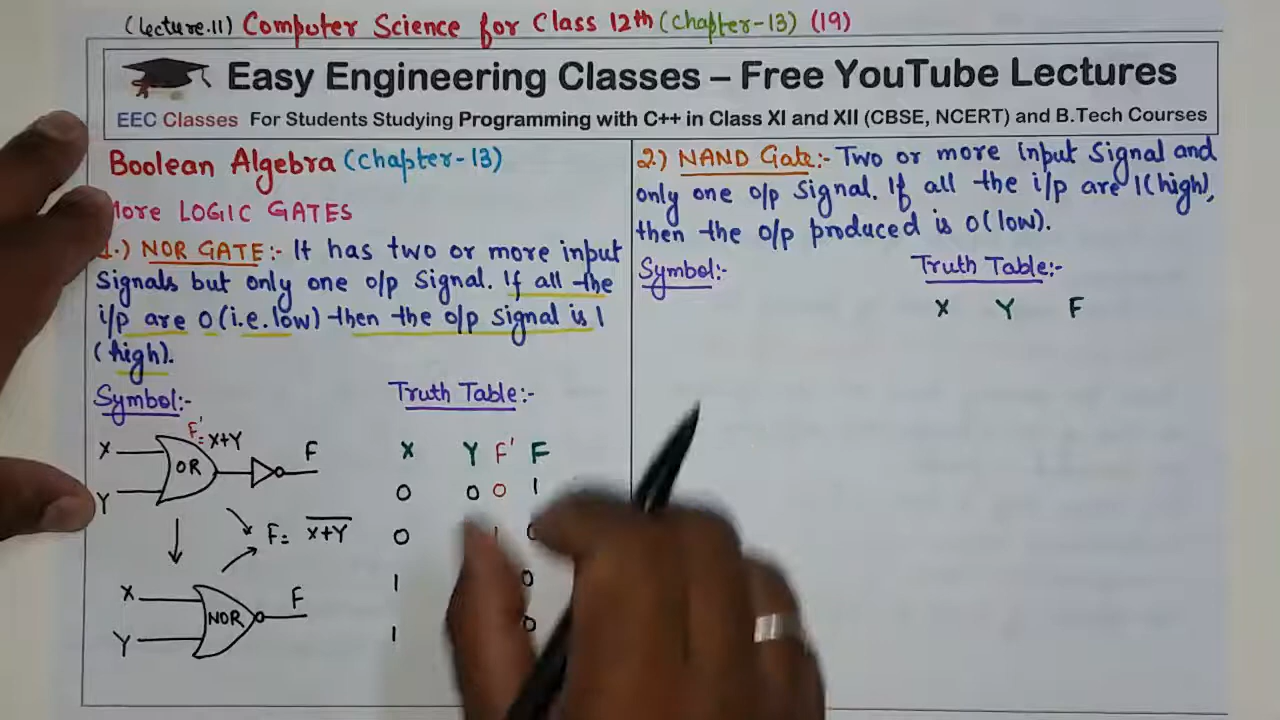 (lecture.11) Computer Science for Class 12th (Chapter-13) (19)
Easy Engineering Classes – Free YouTube Lectures
EEC Classes For Students Studying Programming with C++ in Class XI and XII (CBSE, NCERT) and B.Tech Courses
Boolean Algebra (Chapter-13)
More LOGIC GATES
1.) NOR GATE:- It has two or more input
Signals but only one o/p Signal. If all the
i/p are 0 (i.e. low) then the o/p signal is 1
(high).
Symbol:-
F'= X+Y
X
OR
F
Y
F= X̅+̅Y̅
X
NOR
F
Y
Truth Table:-
X Y F' F
0 0 0 1
0 1 0
1 0
1 0
2.) NAND Gate:- Two or more input Signal and
only one o/p signal. If all the i/p are 1(high),
then the o/p produced is 0(low).
Symbol:-
Truth Table:-
X Y F